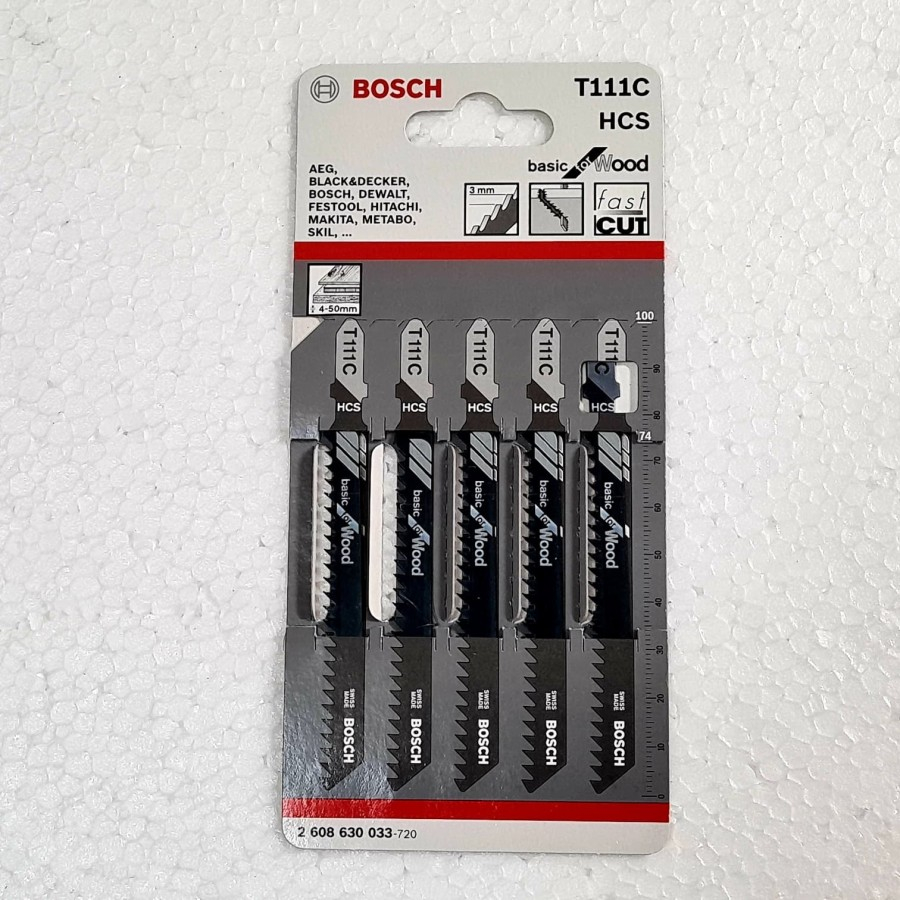 BOSCH
T111C
HCS
basic for Wood
AEG,
BLACK&DECKER,
BOSCH, DEWALT,
FESTOOL, HITACHI,
MAKITA, METABO,
SKIL, ...
3 mm
fast
CUT
4-50mm
100
90
80
74
70
60
50
40
30
20
10
0
T111C
T111C
T111C
T111C
T111C
HCS
HCS
HCS
HCS
HCS
basic for Wood
basic for Wood
basic for Wood
basic for Wood
basic for Wood
SWISS
MADE
BOSCH
SWISS
MADE
BOSCH
SWISS
MADE
BOSCH
SWISS
MADE
BOSCH
SWISS
MADE
BOSCH
2 608 630 033-720